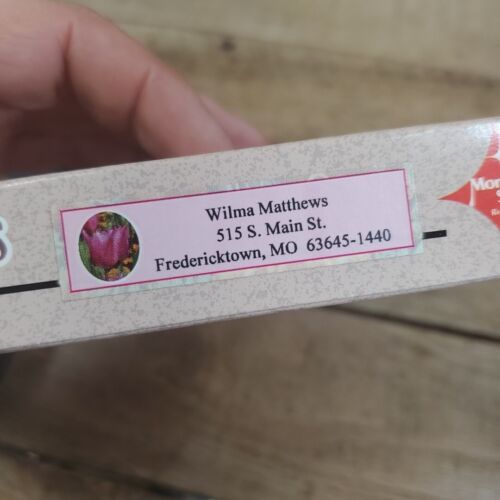 Wilma Matthews
515 S. Main St.
Fredericktown, MO 63645-1440